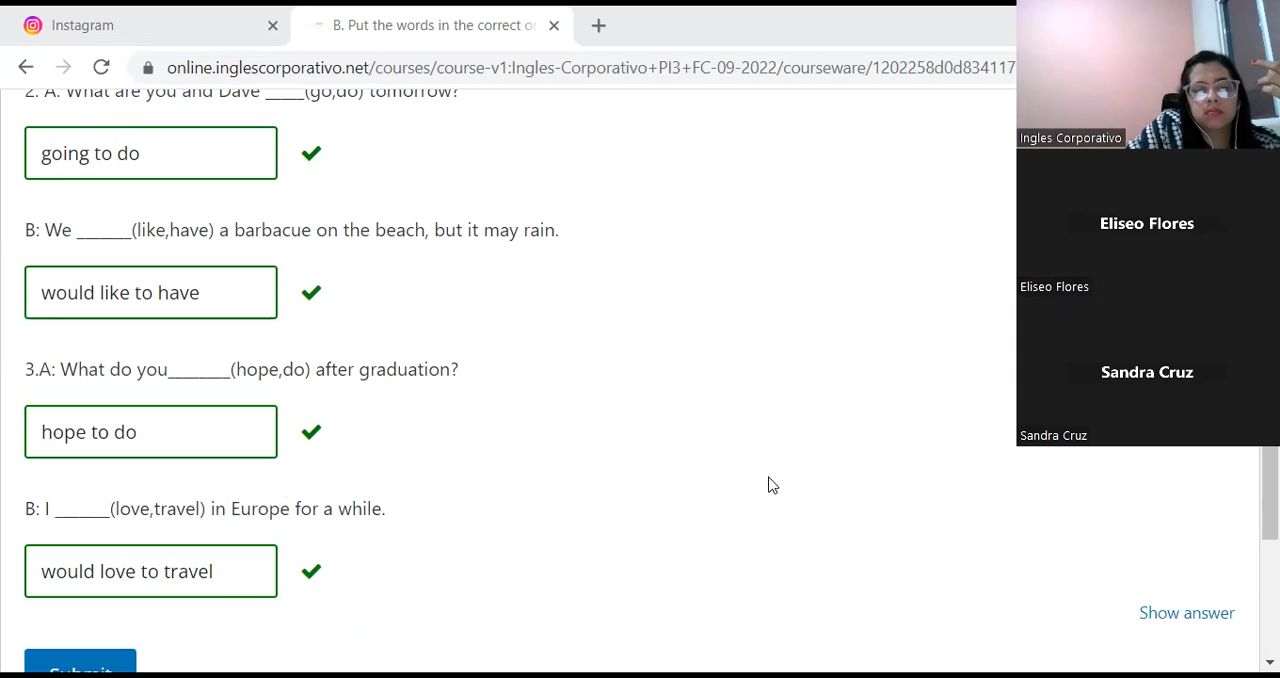 Instagram
B. Put the words in the correct or
online.inglescorporativo.net/courses/course-v1:Ingles-Corporativo+PI3+FC-09-2022/courseware/1202258d0d834117
2. A: What are you and Dave _____(go,do) tomorrow?
going to do
B: We ______(like,have) a barbacue on the beach, but it may rain.
would like to have
3.A: What do you_______(hope,do) after graduation?
hope to do
B: I ______(love,travel) in Europe for a while.
would love to travel
Show answer
Submit
Ingles Corporativo
Eliseo Flores
Eliseo Flores
Sandra Cruz
Sandra Cruz